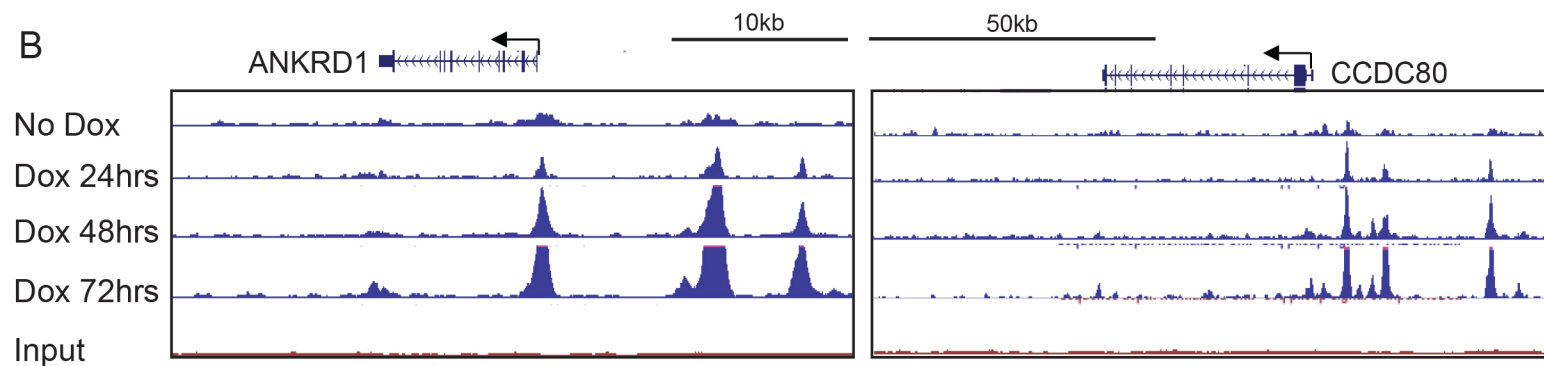 B
10kb
50kb
ANKRD1
CCDC80
No Dox
Dox 24hrs
Dox 48hrs
Dox 72hrs
Input